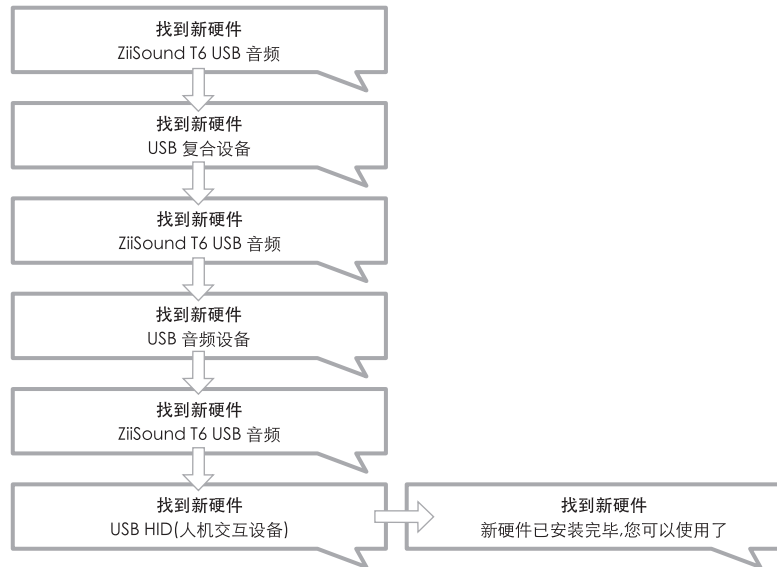 找到新硬件
ZiiSound T6 USB 音频
找到新硬件
USB 复合设备
找到新硬件
ZiiSound T6 USB 音频
找到新硬件
USB 音频设备
找到新硬件
ZiiSound T6 USB 音频
找到新硬件
USB HID(人机交互设备)
找到新硬件
新硬件已安装完毕,您可以使用了